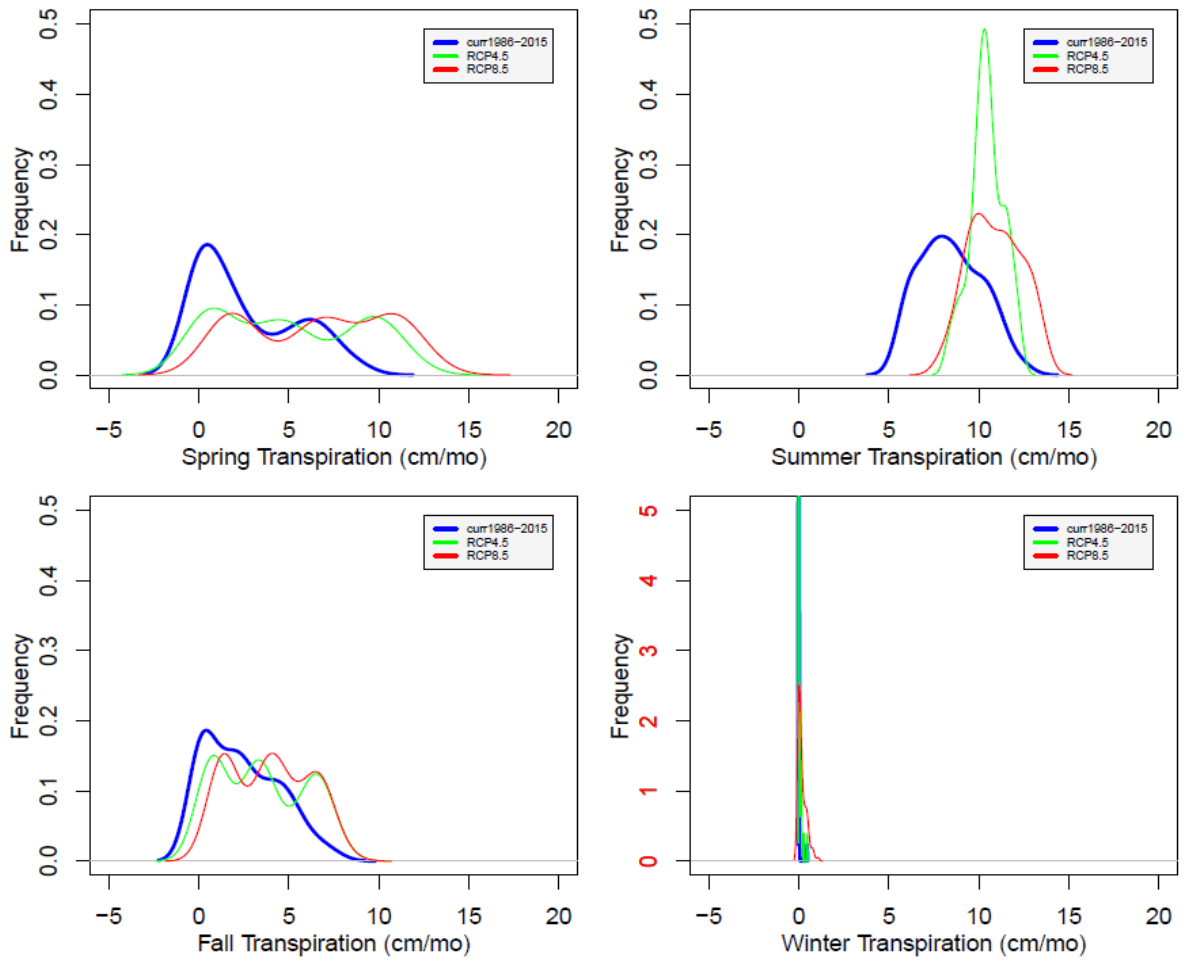 0.5
0.4
0.3
0.2
0.1
0.0
Frequency
curr1986−2015
RCP4.5
RCP8.5
−5 0 5 10 15 20
Spring Transpiration (cm/mo)
0.5
0.4
0.3
0.2
0.1
0.0
Frequency
curr1986−2015
RCP4.5
RCP8.5
−5 0 5 10 15 20
Summer Transpiration (cm/mo)
0.5
0.4
0.3
0.2
0.1
0.0
Frequency
curr1986−2015
RCP4.5
RCP8.5
−5 0 5 10 15 20
Fall Transpiration (cm/mo)
5
4
3
2
1
0
Frequency
curr1986−2015
RCP4.5
RCP8.5
−5 0 5 10 15 20
Winter Transpiration (cm/mo)